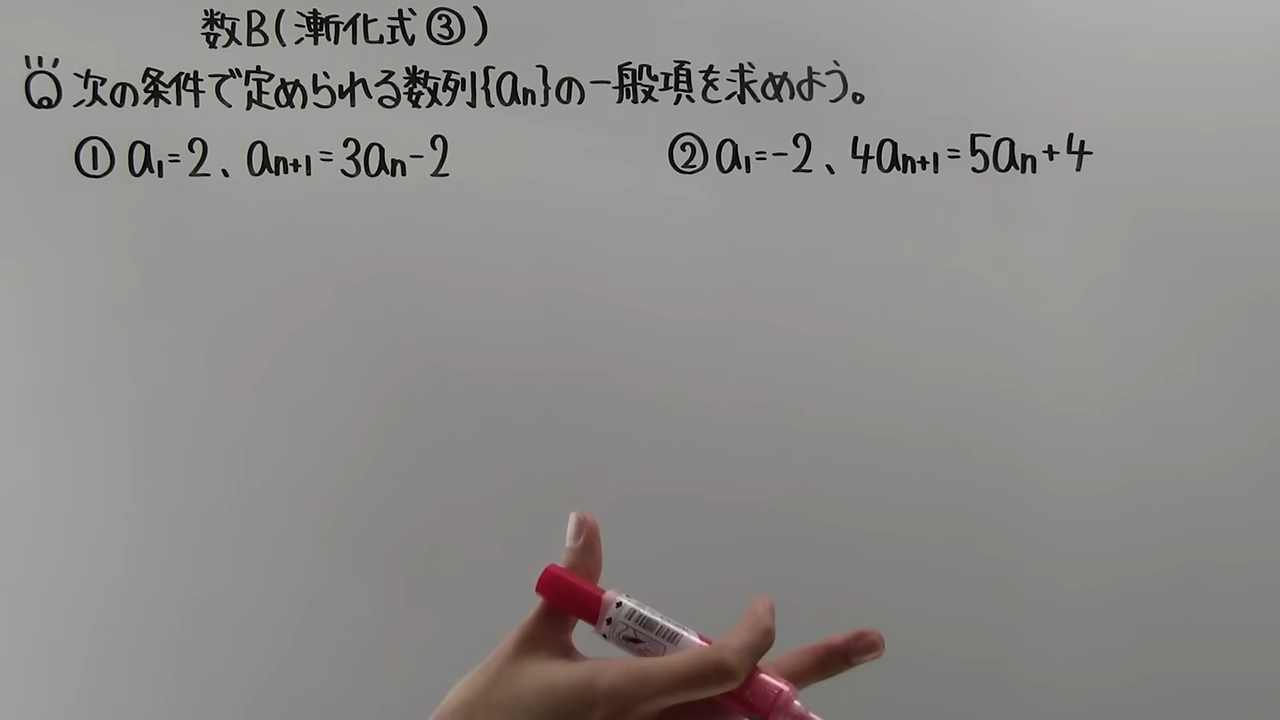 数B(漸化式③)
Q 次の条件で定められる数列{an}の一般項を求めよう。
① a₁=2、an+1=3an-2
② a₁=-2、4an+1=5an+4